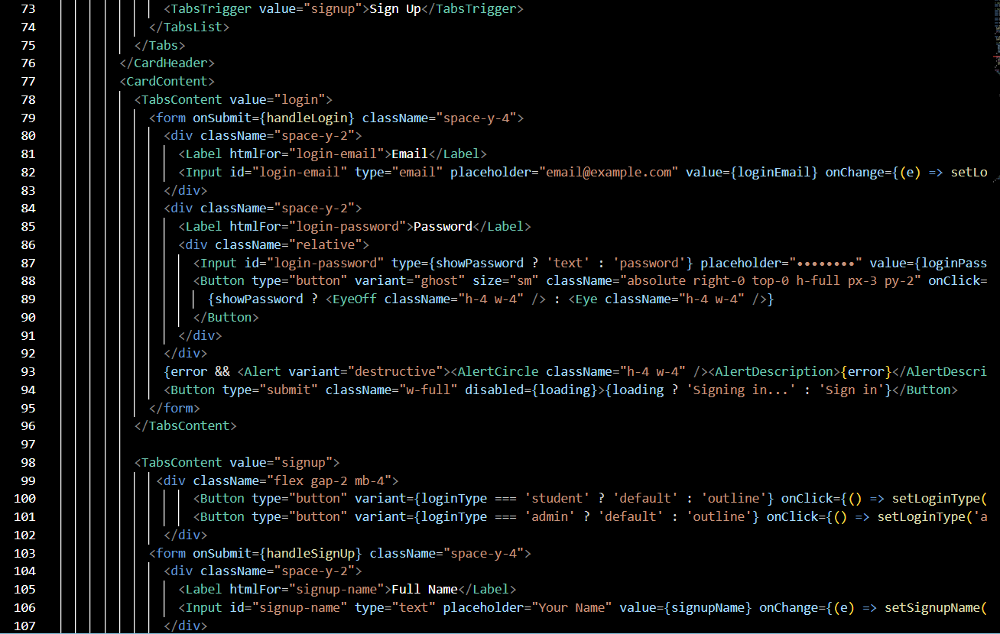 73 <TabsTrigger value="signup">Sign Up</TabsTrigger>
74 </TabsList>
75 </Tabs>
76 </CardHeader>
77 <CardContent>
78 <TabsContent value="login">
79 <form onSubmit={handleLogin} className="space-y-4">
80 <div className="space-y-2">
81 <Label htmlFor="login-email">Email</Label>
82 <Input id="login-email" type="email" placeholder="email@example.com" value={loginEmail} onChange={(e) => setLo
83 </div>
84 <div className="space-y-2">
85 <Label htmlFor="login-password">Password</Label>
86 <div className="relative">
87 <Input id="login-password" type={showPassword ? 'text' : 'password'} placeholder="••••••••" value={loginPass
88 <Button type="button" variant="ghost" size="sm" className="absolute right-0 top-0 h-full px-3 py-2" onClick=
89 {showPassword ? <EyeOff className="h-4 w-4" /> : <Eye className="h-4 w-4" />}
90 </Button>
91 </div>
92 </div>
93 {error && <Alert variant="destructive"><AlertCircle className="h-4 w-4" /><AlertDescription>{error}</AlertDescri
94 <Button type="submit" className="w-full" disabled={loading}>{loading ? 'Signing in...' : 'Sign in'}</Button>
95 </form>
96 </TabsContent>
97
98 <TabsContent value="signup">
99 <div className="flex gap-2 mb-4">
100 <Button type="button" variant={loginType === 'student' ? 'default' : 'outline'} onClick={() => setLoginType(
101 <Button type="button" variant={loginType === 'admin' ? 'default' : 'outline'} onClick={() => setLoginType('a
102 </div>
103 <form onSubmit={handleSignUp} className="space-y-4">
104 <div className="space-y-2">
105 <Label htmlFor="signup-name">Full Name</Label>
106 <Input id="signup-name" type="text" placeholder="Your Name" value={signupName} onChange={(e) => setSignupName(
107 </div>